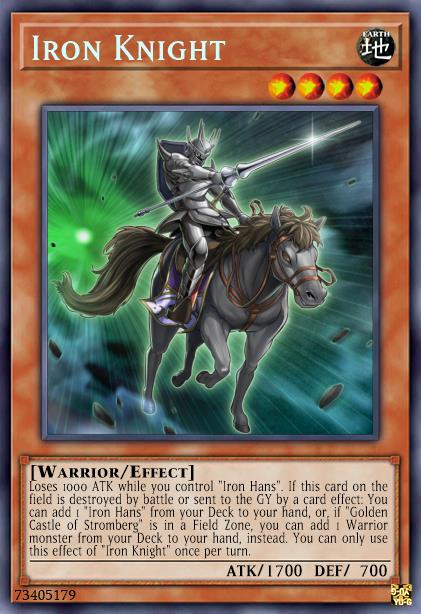 Iron Knight
EARTH
地
[Warrior/Effect]
Loses 1000 ATK while you control "Iron Hans". If this card on the
field is destroyed by battle or sent to the GY by a card effect: You
can add 1 "Iron Hans" from your Deck to your hand, or, if "Golden
Castle of Stromberg" is in a Field Zone, you can add 1 Warrior
monster from your Deck to your hand, instead. You can only use
this effect of "Iron Knight" once per turn.
ATK/1700 DEF/ 700
73405179